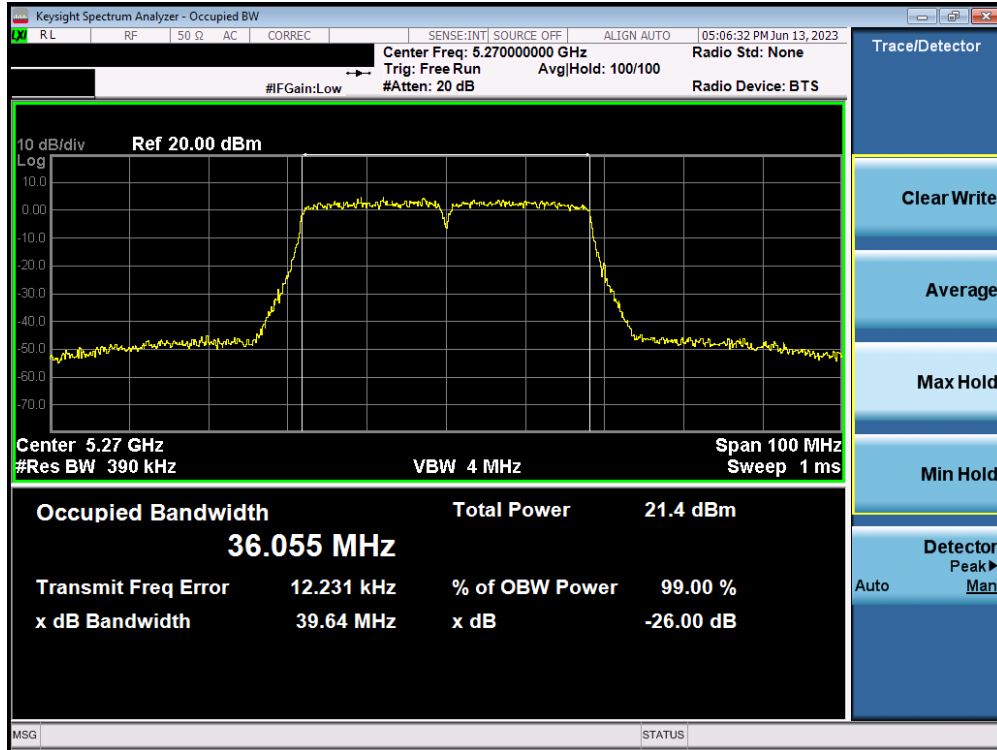 Keysight Spectrum Analyzer - Occupied BW
LXI RL RF 50 Ω AC CORREC SENSE:INT SOURCE OFF ALIGN AUTO 05:06:32 PM Jun 13, 2023
Center Freq: 5.270000000 GHz Radio Std: None
Trig: Free Run Avg|Hold: 100/100
#IFGain:Low #Atten: 20 dB Radio Device: BTS
Trace/Detector
10 dB/div Ref 20.00 dBm
Log
10.0
0.00
-10.0
-20.0
-30.0
-40.0
-50.0
-60.0
-70.0
Center 5.27 GHz Span 100 MHz
#Res BW 390 kHz VBW 4 MHz Sweep 1 ms
Occupied Bandwidth Total Power 21.4 dBm
36.055 MHz
Transmit Freq Error 12.231 kHz % of OBW Power 99.00 %
x dB Bandwidth 39.64 MHz x dB -26.00 dB
Clear Write
Average
Max Hold
Min Hold
Detector
Peak▶
Auto Man
MSG STATUS